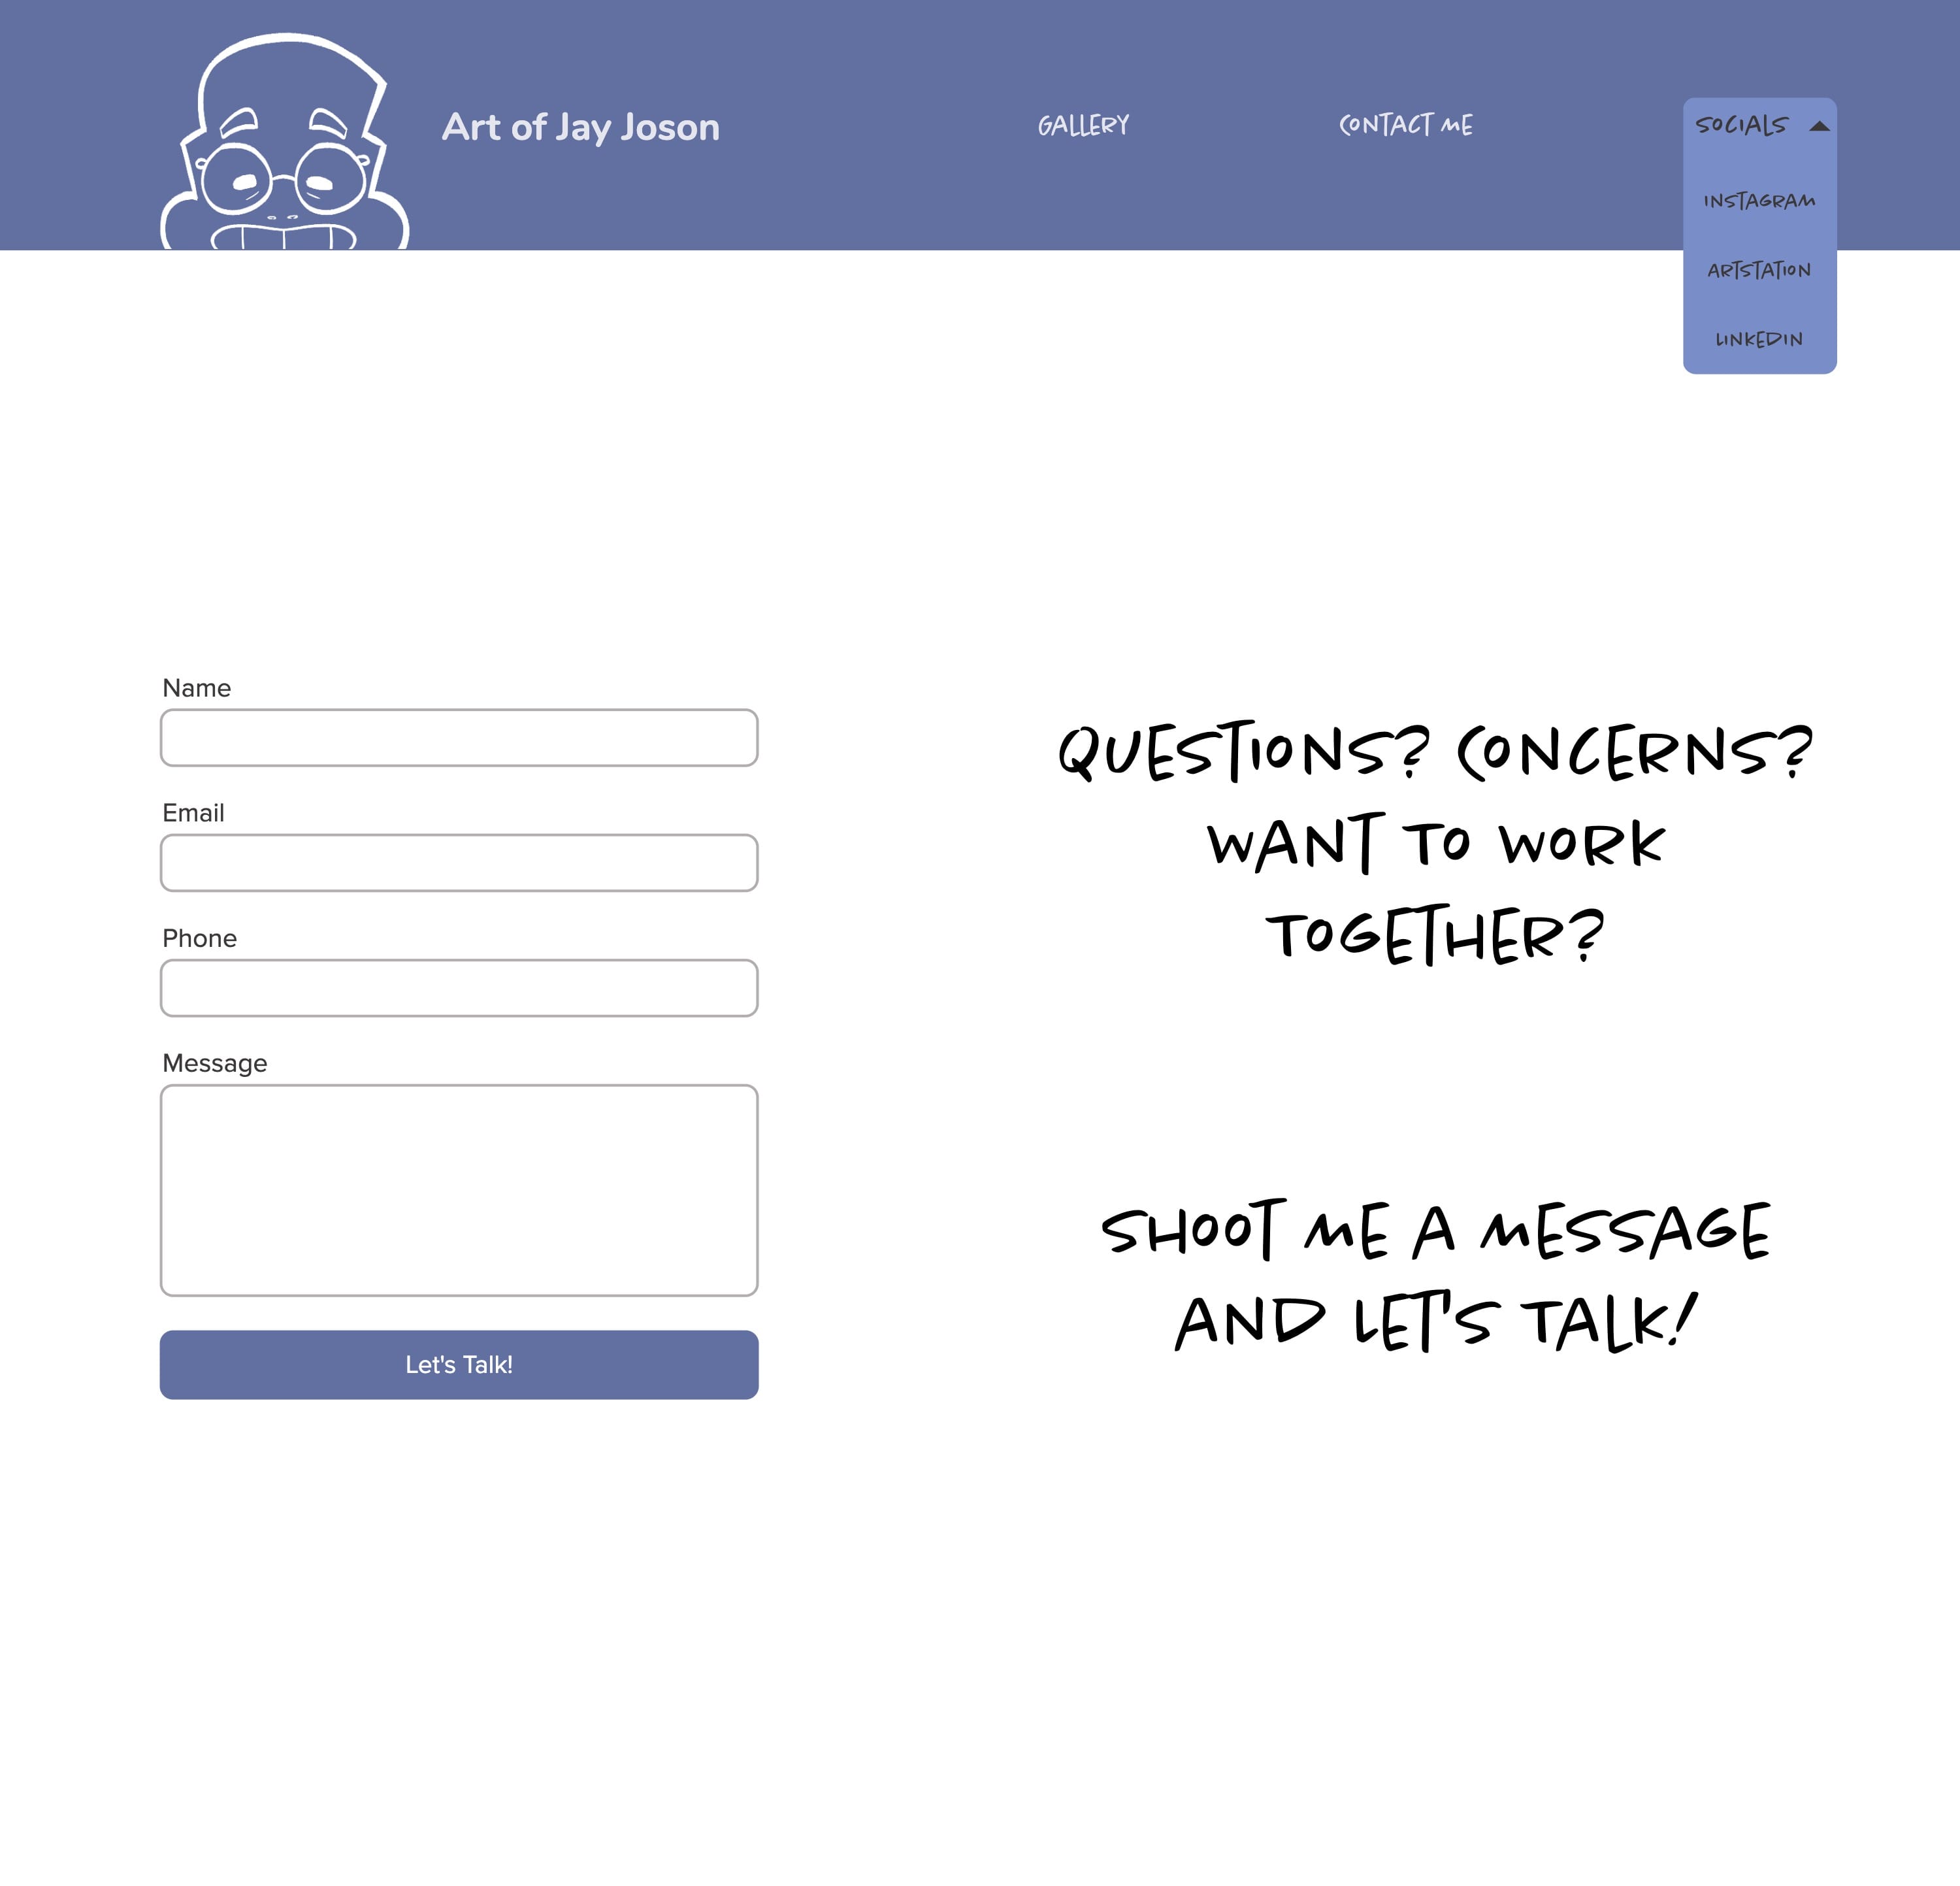 Art of Jay Joson
GALLERY
CONTACT ME
SOCIALS
INSTAGRAM
ARTSTATION
LINKEDIN
Name
Email
Phone
Message
Let's Talk!
QUESTIONS? CONCERNS?
WANT TO WORK
TOGETHER?
SHOOT ME A MESSAGE
AND LET'S TALK!